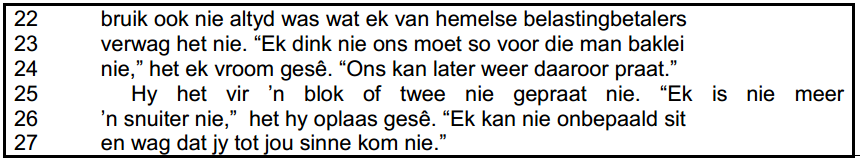 22 bruik ook nie altyd was wat ek van hemelse belastingbetalers
23 verwag het nie. “Ek dink nie ons moet so voor die man baklei
24 nie,” het ek vroom gesê. “Ons kan later weer daaroor praat.”
25 Hy het vir ’n blok of twee nie gepraat nie. “Ek is nie meer
26 ’n snuiter nie,” het hy oplaas gesê. “Ek kan nie onbepaald sit
27 en wag dat jy tot jou sinne kom nie.”